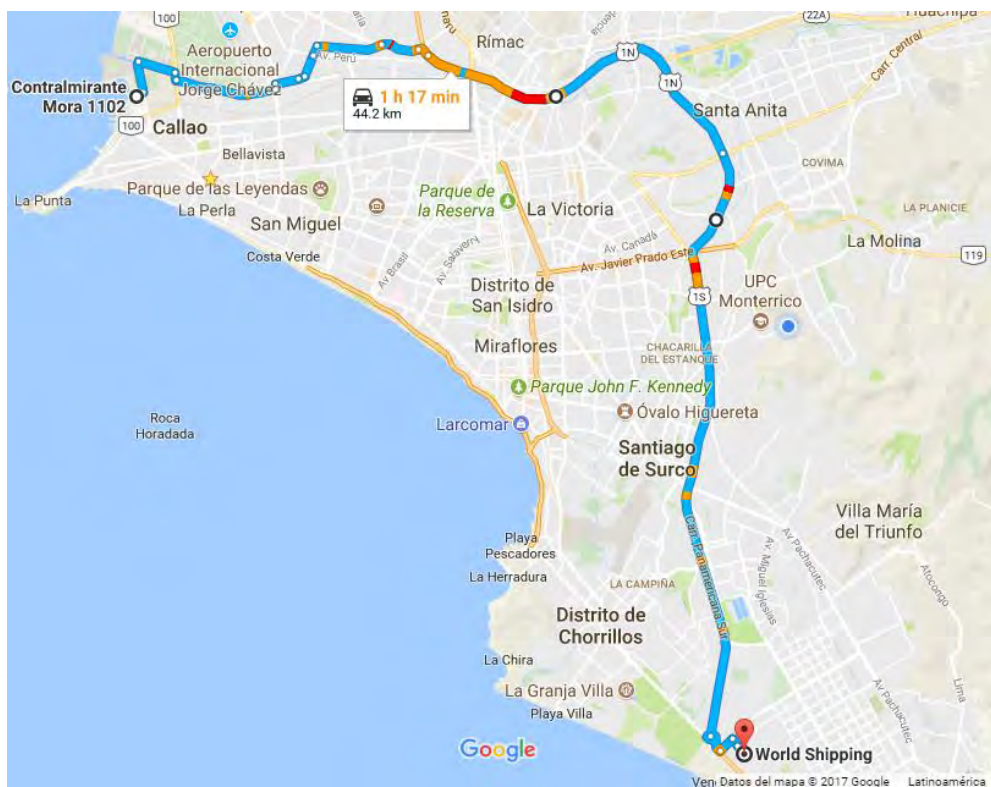 100
22A
Huachipa
Aeropuerto
Internacional
Jorge Chávez
Av. Perú
Rímac
1N
1N
Carr. Central
Contralmirante
Mora 1102
1 h 17 min
44.2 km
100
Callao
Santa Anita
Bellavista
COVIMA
Parque de las Leyendas
La Punta
La Perla
San Miguel
Parque de
la Reserva
La Victoria
LA PLANICIE
Costa Verde
Av Brasil
Av. Salaverry
Av. Canadá
Av. Javier Prado Este
La Molina
119
Distrito de
San Isidro
1S
UPC
Monterrico
Miraflores
CHACARILLA
DEL ESTANQUE
Parque John F. Kennedy
Roca
Horadada
Larcomar
Óvalo Higuereta
Santiago
de Surco
Villa María
del Triunfo
Playa
Pescadores
La Herradura
Carr. Panamericana Sur
Av. Miguel Iglesias
Av Pachacutec
Atocongo
LA CAMPIÑA
Distrito de
Chorrillos
La Chira
La Granja Villa
Playa Villa
Av Pachacutec
Lima
Google
World Shipping
Datos del mapa © 2017 Google
Latinoamérica